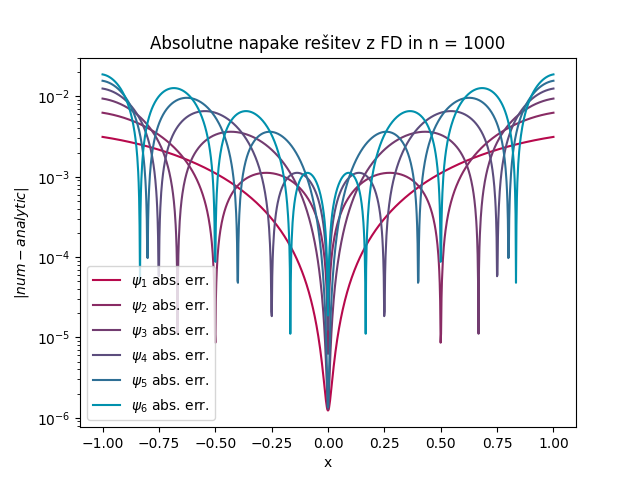 Absolutne napake rešitev z FD in n = 1000
|num − analytic|
10⁻²
10⁻³
10⁻⁴
10⁻⁵
10⁻⁶
ψ₁ abs. err.
ψ₂ abs. err.
ψ₃ abs. err.
ψ₄ abs. err.
ψ₅ abs. err.
ψ₆ abs. err.
−1.00 −0.75 −0.50 −0.25 0.00 0.25 0.50 0.75 1.00
x